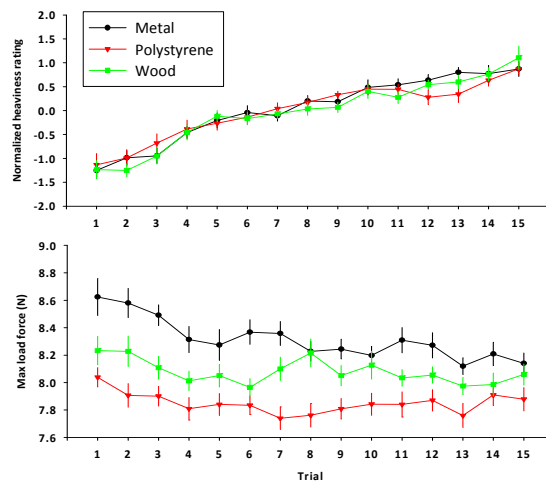 Metal
Polystyrene
Wood
Normalized heaviness rating
2.0
1.5
1.0
0.5
0.0
-0.5
-1.0
-1.5
-2.0
1 2 3 4 5 6 7 8 9 10 11 12 13 14 15
Max load force (N)
9.0
8.8
8.6
8.4
8.2
8.0
7.8
7.6
1 2 3 4 5 6 7 8 9 10 11 12 13 14 15
Trial